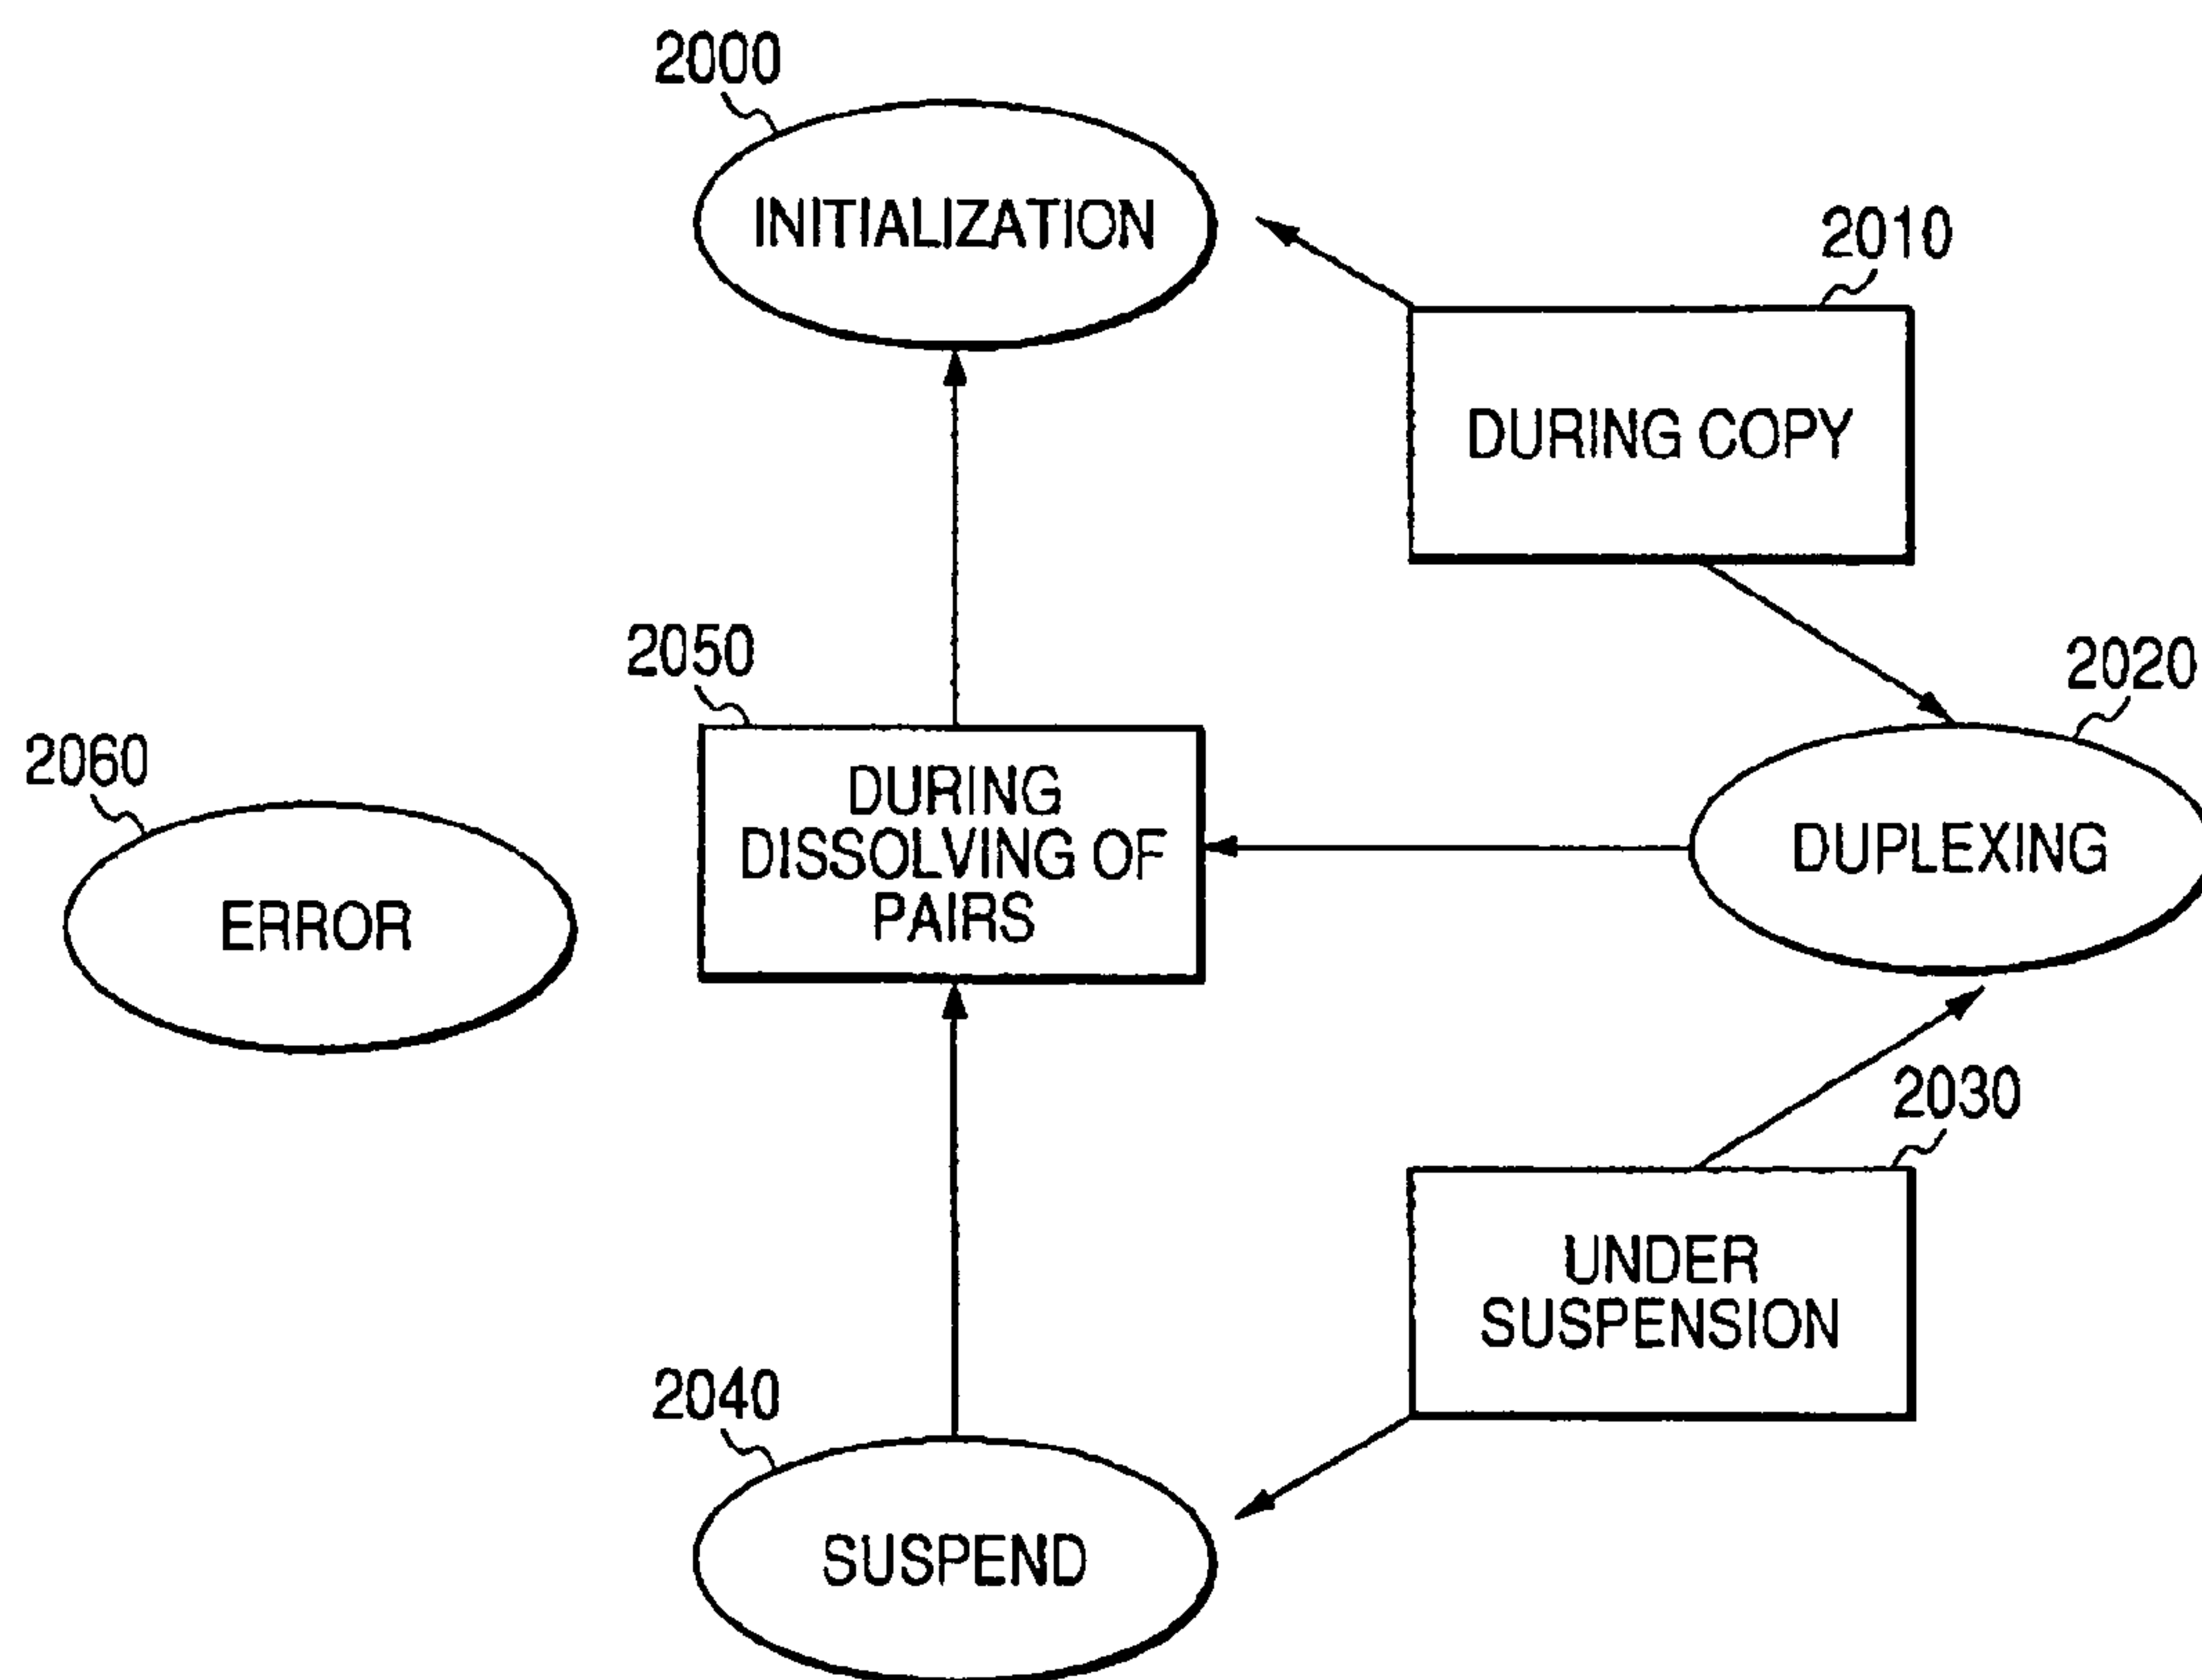 2000
INITIALIZATION
2010
DURING COPY
2050
2020
DURING
DISSOLVING OF
PAIRS
DUPLEXING
2060
ERROR
2030
UNDER
SUSPENSION
2040
SUSPEND